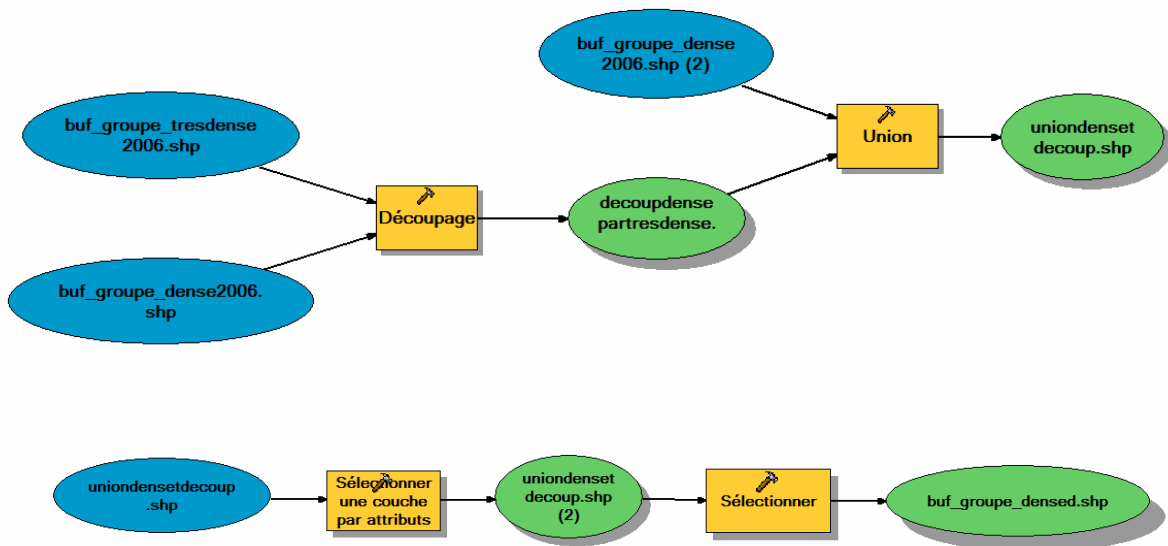 buf_groupe_dense
2006.shp (2)
buf_groupe_tresdense
2006.shp
Union
uniondenset
decoup.shp
Découpage
decoupdense
partresdense.
buf_groupe_dense2006.
shp
uniondensetdecoup
.shp
Sélectionner
une couche
par attributs
uniondenset
decoup.shp
(2)
Sélectionner
buf_groupe_densed.shp